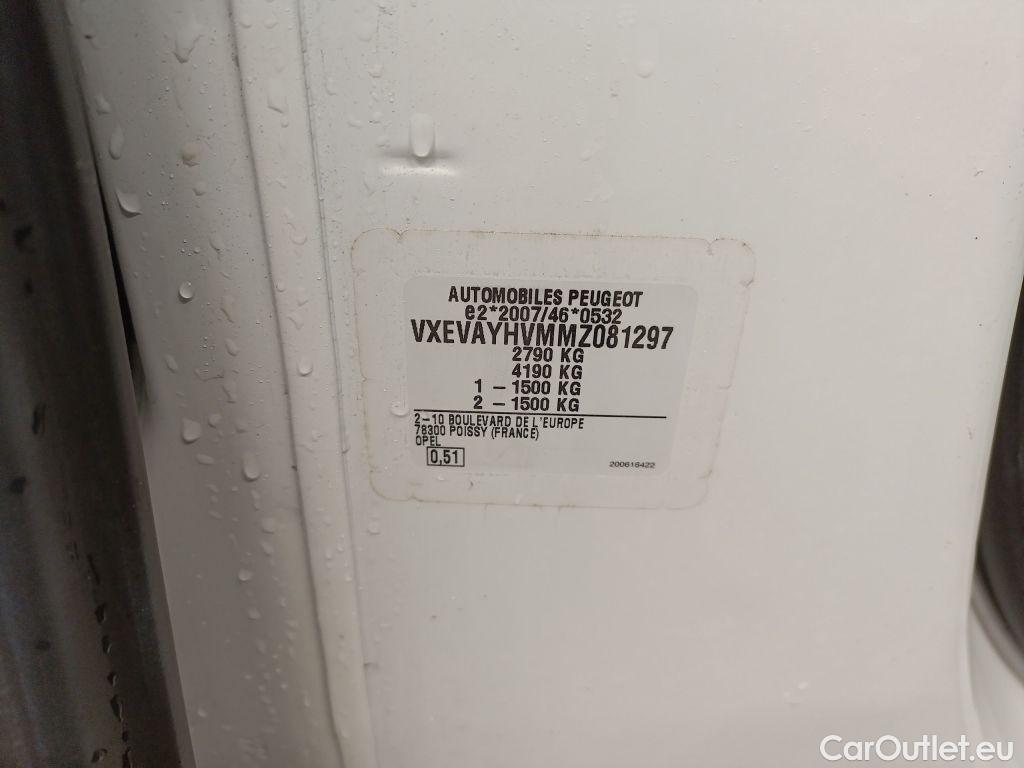 AUTOMOBILES PEUGEOT
e2*2007/46*0532
VXEVAYHVMMZ081297
2790 KG
4190 KG
1 – 1500 KG
2 – 1500 KG
2–10 BOULEVARD DE L'EUROPE
78300 POISSY (FRANCE)
OPEL
0,51
200616422
CarOutlet.eu